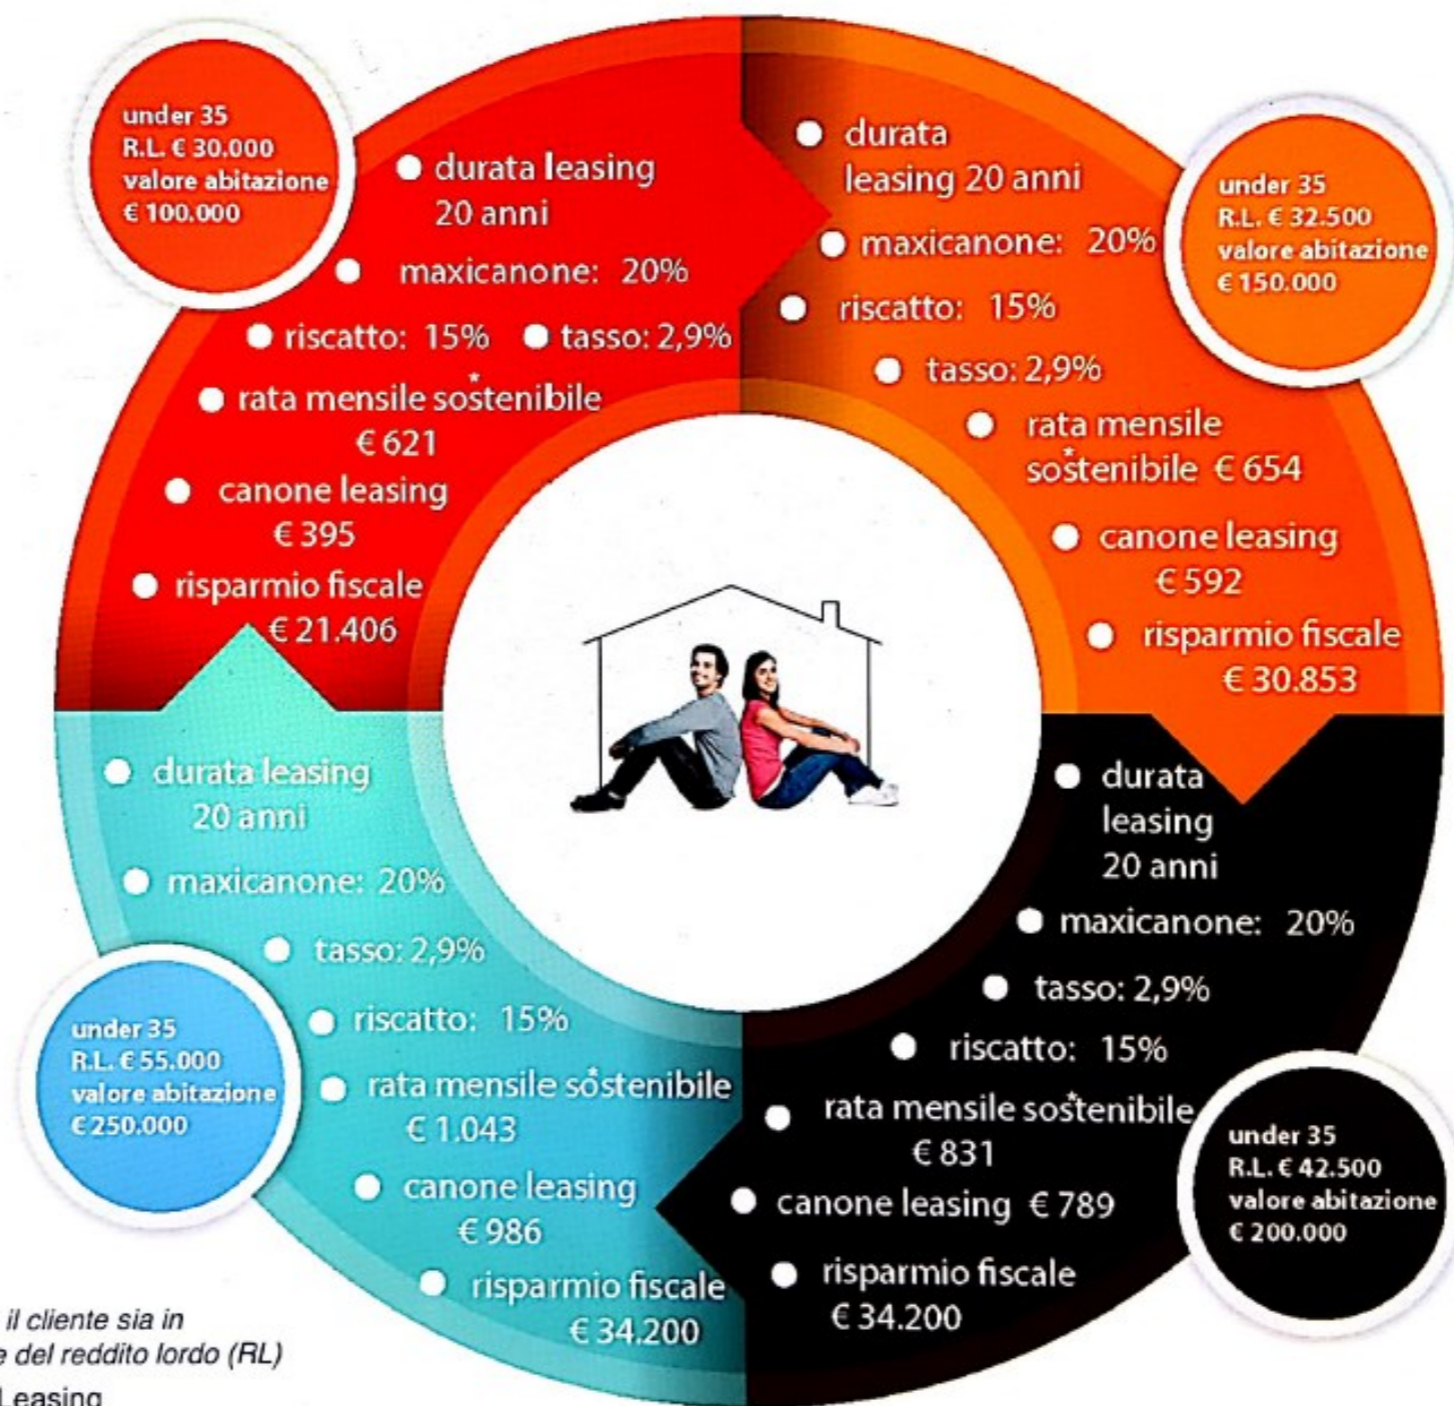 under 35
R.L. € 30.000
valore abitazione
€ 100.000
durata leasing
20 anni
maxicanone: 20%
riscatto: 15%
tasso: 2,9%
rata mensile sostenibile*
€ 621
canone leasing
€ 395
risparmio fiscale
€ 21.406
under 35
R.L. € 32.500
valore abitazione
€ 150.000
durata
leasing 20 anni
maxicanone: 20%
riscatto: 15%
tasso: 2,9%
rata mensile
sostenibile* € 654
canone leasing
€ 592
risparmio fiscale
€ 30.853
durata
leasing
20 anni
maxicanone: 20%
tasso: 2,9%
riscatto: 15%
rata mensile sostenibile*
€ 831
canone leasing € 789
risparmio fiscale
€ 34.200
under 35
R.L. € 42.500
valore abitazione
€ 200.000
durata leasing
20 anni
maxicanone: 20%
tasso: 2,9%
riscatto: 15%
rata mensile sostenibile*
€ 1.043
canone leasing
€ 986
risparmio fiscale
€ 34.200
under 35
R.L. € 55.000
valore abitazione
€ 250.000
il cliente sia in
del reddito lordo (RL)
Leasing